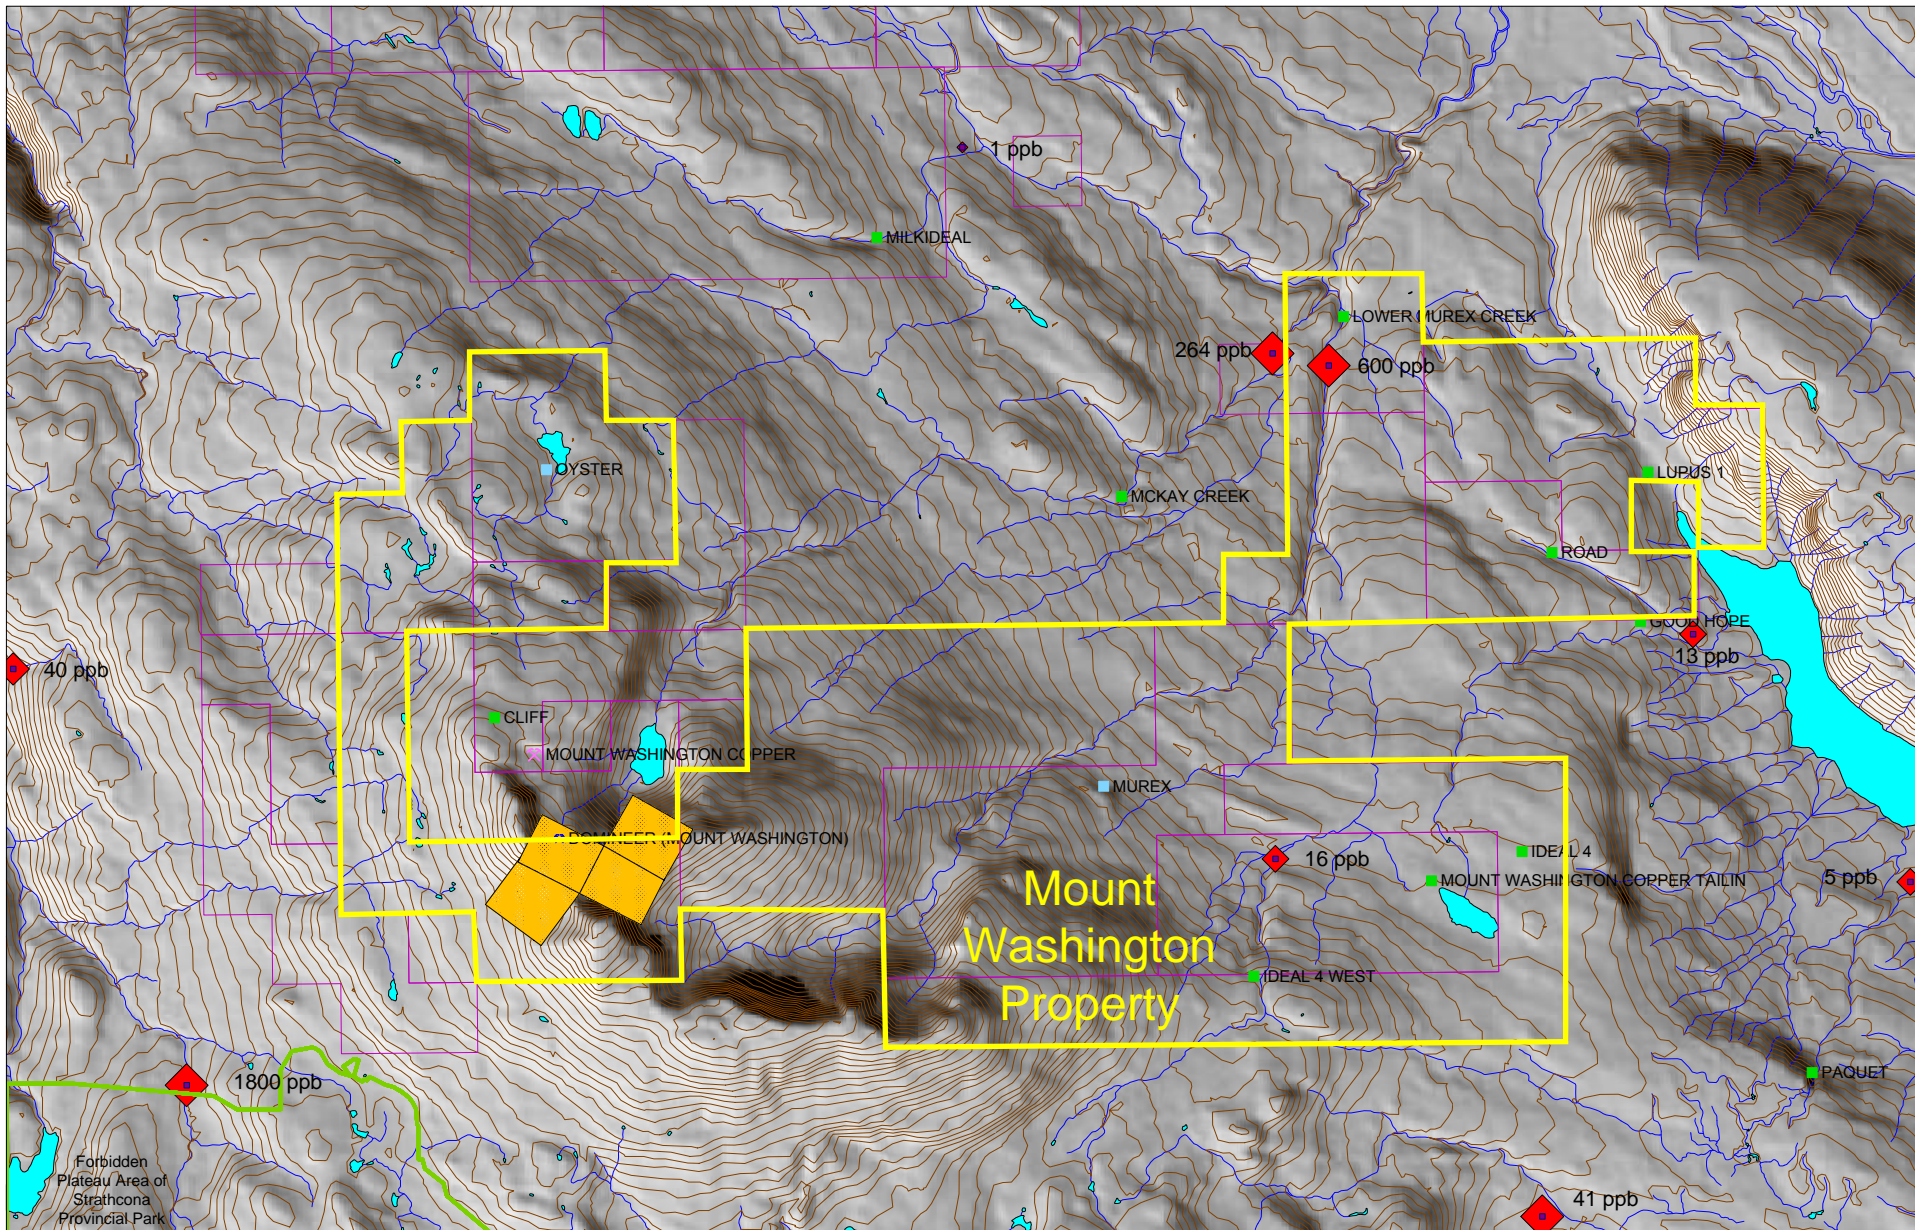 1 ppb
MILKIDEAL
LOWER MUREX CREEK
264 ppb
600 ppb
OYSTER
LUPUS 1
MCKAY CREEK
ROAD
GOOD HOPE
13 ppb
40 ppb
CLIFF
MOUNT WASHINGTON COPPER
MUREX
DOMINEER (MOUNT WASHINGTON)
IDEAL 4
16 ppb
5 ppb
MOUNT WASHINGTON COPPER TAILIN
Mount
Washington
Property
IDEAL 4 WEST
PAQUET
1800 ppb
Forbidden
Plateau Area of
Strathcona
Provincial Park
41 ppb